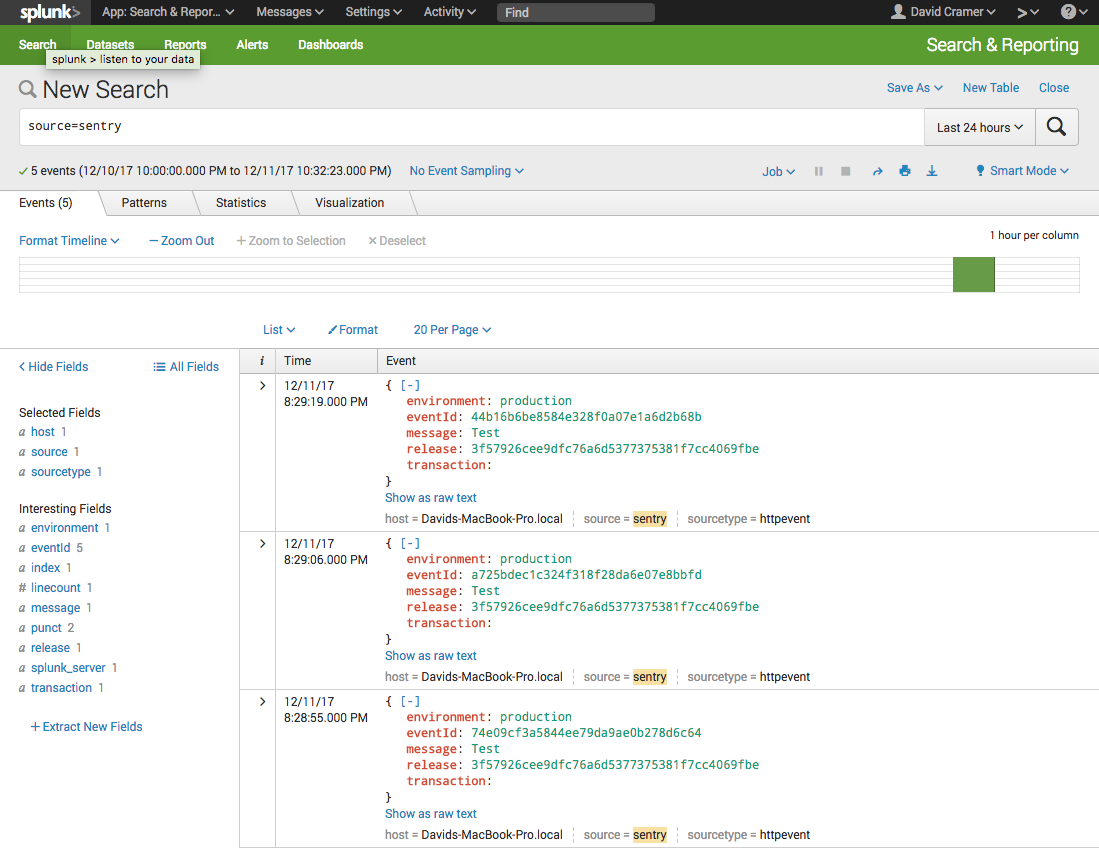 splunk> App: Search & Repor... Messages Settings Activity Find David Cramer
Search Datasets Reports Alerts Dashboards Search & Reporting
splunk > listen to your data
New Search Save As New Table Close
source=sentry Last 24 hours
5 events (12/10/17 10:00:00.000 PM to 12/11/17 10:32:23.000 PM) No Event Sampling Job Smart Mode
Events (5) Patterns Statistics Visualization
Format Timeline — Zoom Out + Zoom to Selection × Deselect 1 hour per column
List Format 20 Per Page
< Hide Fields All Fields
Selected Fields
a host 1
a source 1
a sourcetype 1
Interesting Fields
a environment 1
a eventId 5
a index 1
# linecount 1
a message 1
a punct 2
a release 1
a splunk_server 1
a transaction 1
+ Extract New Fields
i Time Event
12/11/17 { [-]
8:29:19.000 PM environment: production
eventId: 44b16b6be8584e328f0a07e1a6d2b68b
message: Test
release: 3f57926cee9dfc76a6d5377375381f7cc4069fbe
transaction:
}
Show as raw text
host = Davids-MacBook-Pro.local source = sentry sourcetype = httpevent
12/11/17 { [-]
8:29:06.000 PM environment: production
eventId: a725bdec1c324f318f28da6e07e8bbfd
message: Test
release: 3f57926cee9dfc76a6d5377375381f7cc4069fbe
transaction:
}
Show as raw text
host = Davids-MacBook-Pro.local source = sentry sourcetype = httpevent
12/11/17 { [-]
8:28:55.000 PM environment: production
eventId: 74e09cf3a5844ee79da9ae0b278d6c64
message: Test
release: 3f57926cee9dfc76a6d5377375381f7cc4069fbe
transaction:
}
Show as raw text
host = Davids-MacBook-Pro.local source = sentry sourcetype = httpevent